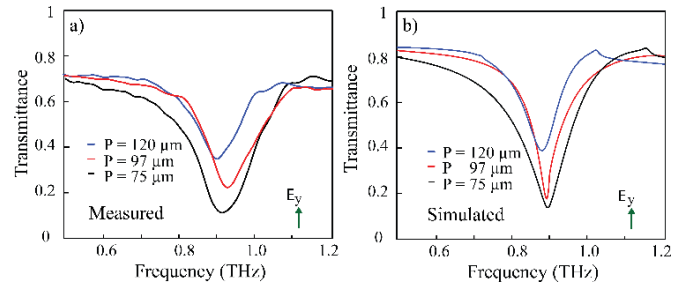 a)
Transmittance
1
0.8
0.6
0.4
0.2
0
P = 120 µm
P = 97 µm
P = 75 µm
Measured
E y
0.6
0.8
1.0
1.2
Frequency (THz)
b)
Transmittance
1
0.8
0.6
0.4
0.2
0
P = 120 µm
P 97 µm
P = 75 µm
Simulated
E y
0.6
0.8
1.0
1.2
Frequency (THz)